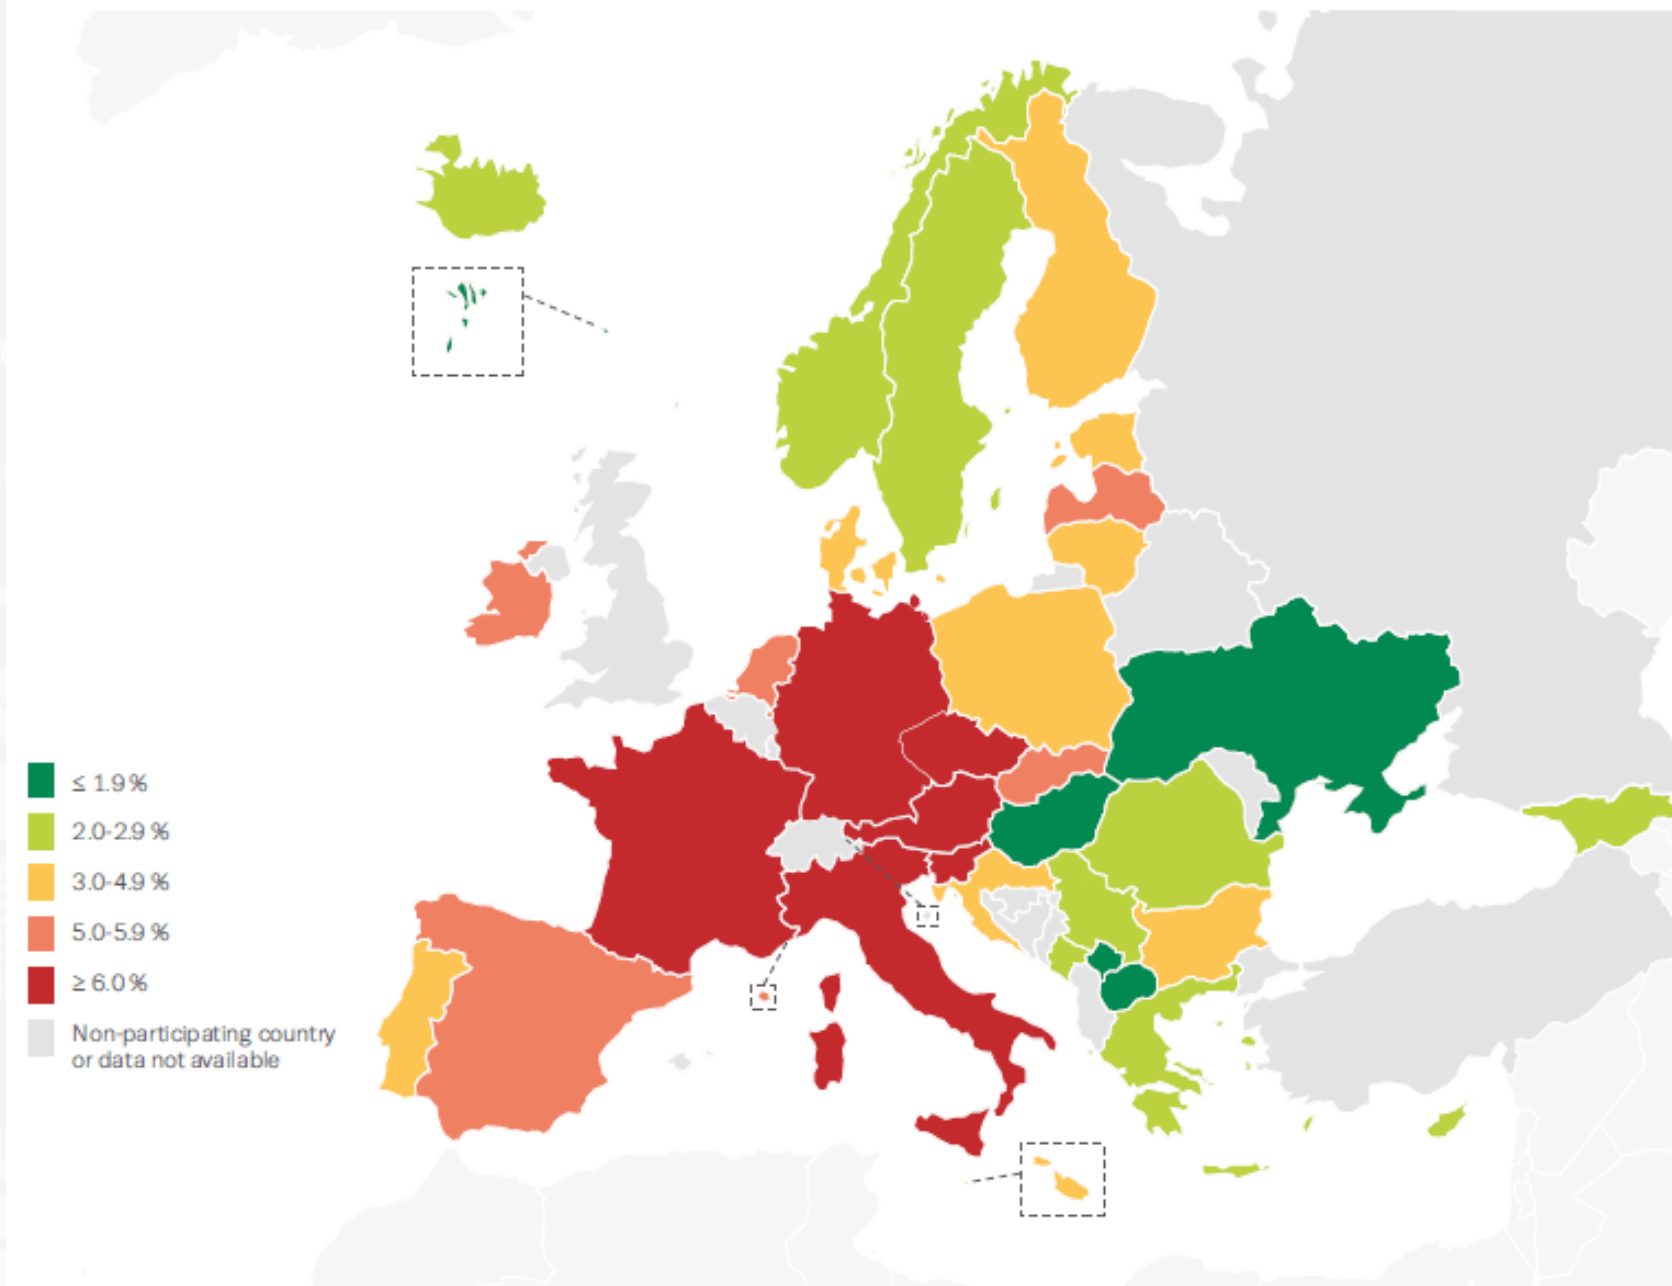 ≤ 1.9 %
2.0-2.9 %
3.0-4.9 %
5.0-5.9 %
≥ 6.0 %
Non-participating country
or data not available